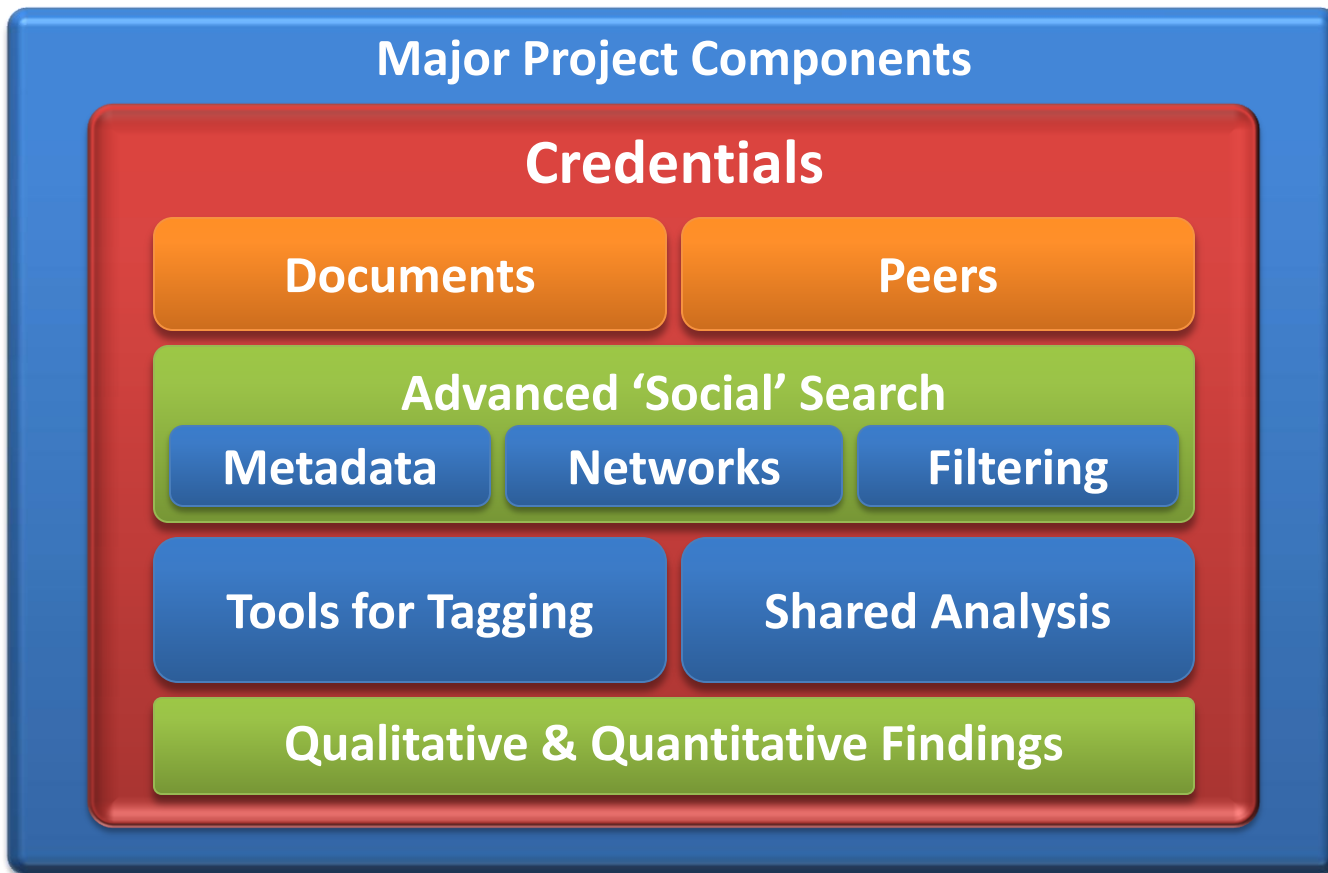 Major Project Components
Credentials
Documents
Peers
Advanced ‘Social’ Search
Metadata
Networks
Filtering
Tools for Tagging
Shared Analysis
Qualitative & Quantitative Findings